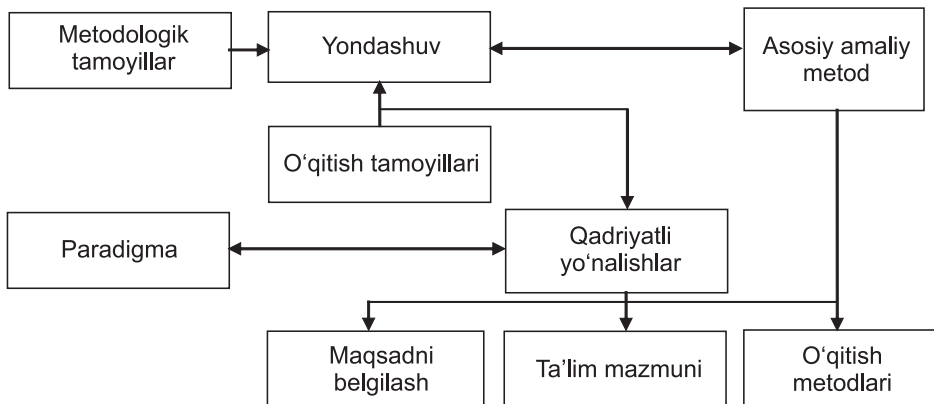 Metodologik
tamoyillar
Yondashuv
Asosiy amaliy
metod
O‘qitish tamoyillari
Paradigma
Qadriyatli
yo‘nalishlar
Maqsadni
belgilash
Ta’lim mazmuni
O‘qitish
metodlari